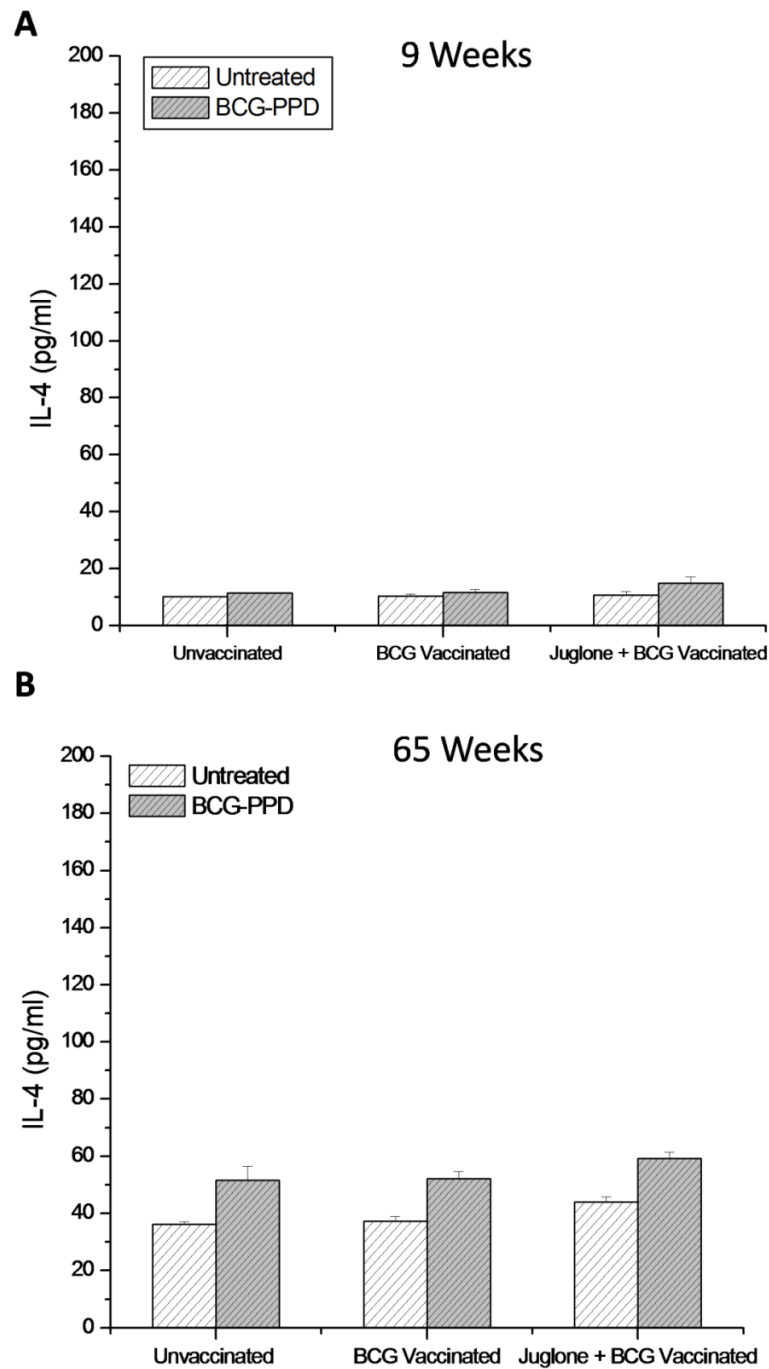 A
9 Weeks
Untreated
BCG-PPD
IL-4 (pg/ml)
200
180
160
140
120
100
80
60
40
20
0
Unvaccinated BCG Vaccinated Juglone + BCG Vaccinated
B
65 Weeks
Untreated
BCG-PPD
IL-4 (pg/ml)
200
180
160
140
120
100
80
60
40
20
0
Unvaccinated BCG Vaccinated Juglone + BCG Vaccinated